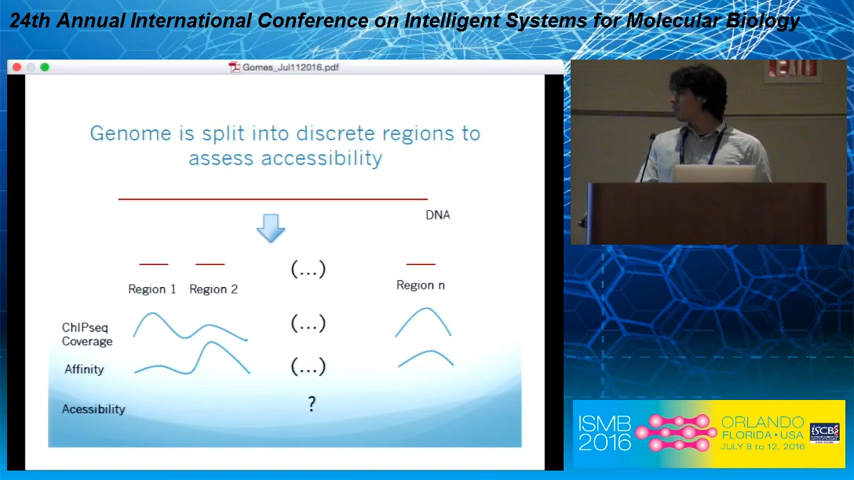 24th Annual International Conference on Intelligent Systems for Molecular Biology
Gomes_Jul112016.pdf
Genome is split into discrete regions to
assess accessibility
DNA
(...)
Region 1 Region 2 Region n
ChIPseq
Coverage
(...)
Affinity
(...)
Acessibility
?
EXIT
ISMB
2016
ORLANDO
FLORIDA • USA
JULY 8 to 12, 2016
ISCB